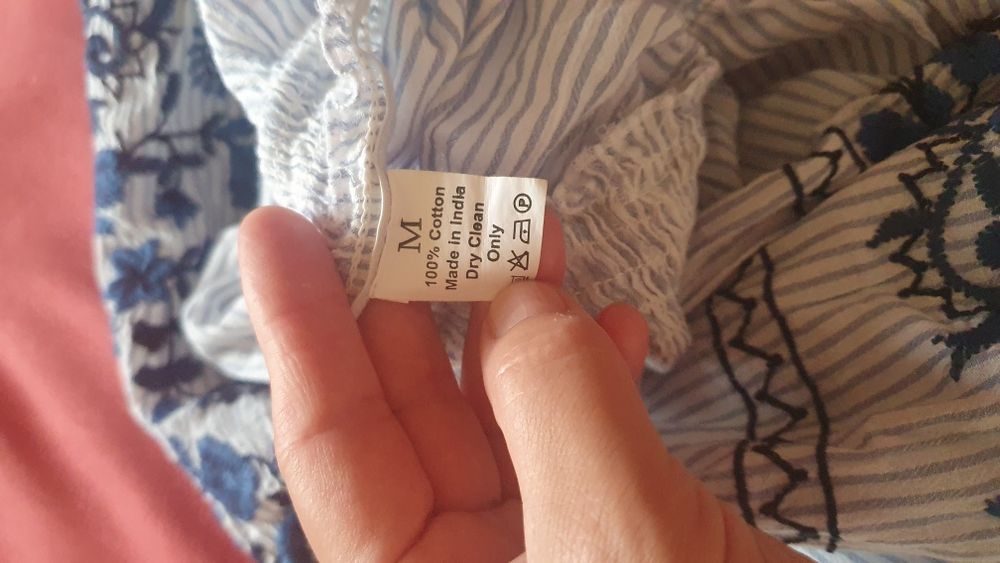 M
100% Cotton
Made in India
Dry Clean
Only
P